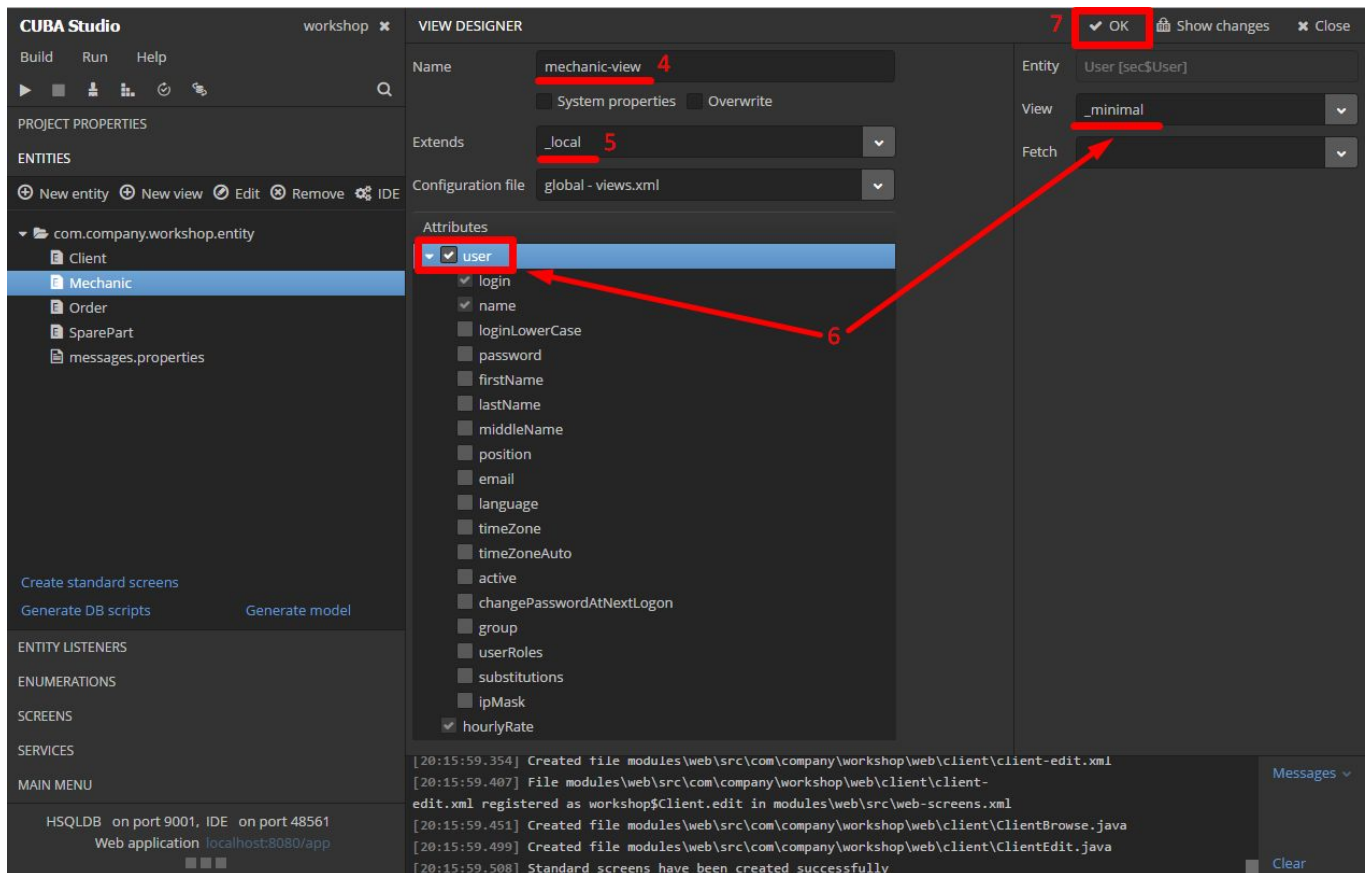 CUBA Studio
workshop
Build Run Help
PROJECT PROPERTIES
ENTITIES
New entity New view Edit Remove IDE
com.company.workshop.entity
Client
Mechanic
Order
SparePart
messages.properties
Create standard screens
Generate DB scripts Generate model
ENTITY LISTENERS
ENUMERATIONS
SCREENS
SERVICES
MAIN MENU
HSQLDB on port 9001, IDE on port 48561
Web application localhost:8080/app
VIEW DESIGNER
7
OK
Show changes
Close
Name mechanic-view 4
System properties Overwrite
Extends _local 5
Configuration file global - views.xml
Attributes
user
login
name
loginLowerCase
password
firstName
lastName
middleName
position
email
language
timeZone
timeZoneAuto
active
changePasswordAtNextLogon
group
userRoles
substitutions
ipMask
hourlyRate
6
Entity User [sec$User]
View _minimal
Fetch
[20:15:59.354] Created file modules\web\src\com\company\workshop\web\client\client-edit.xml
[20:15:59.407] File modules\web\src\com\company\workshop\web\client\client-
edit.xml registered as workshop$Client.edit in modules\web\src\web-screens.xml
[20:15:59.451] Created file modules\web\src\com\company\workshop\web\client\ClientBrowse.java
[20:15:59.499] Created file modules\web\src\com\company\workshop\web\client\ClientEdit.java
[20:15:59.508] Standard screens have been created successfully
Messages
Clear